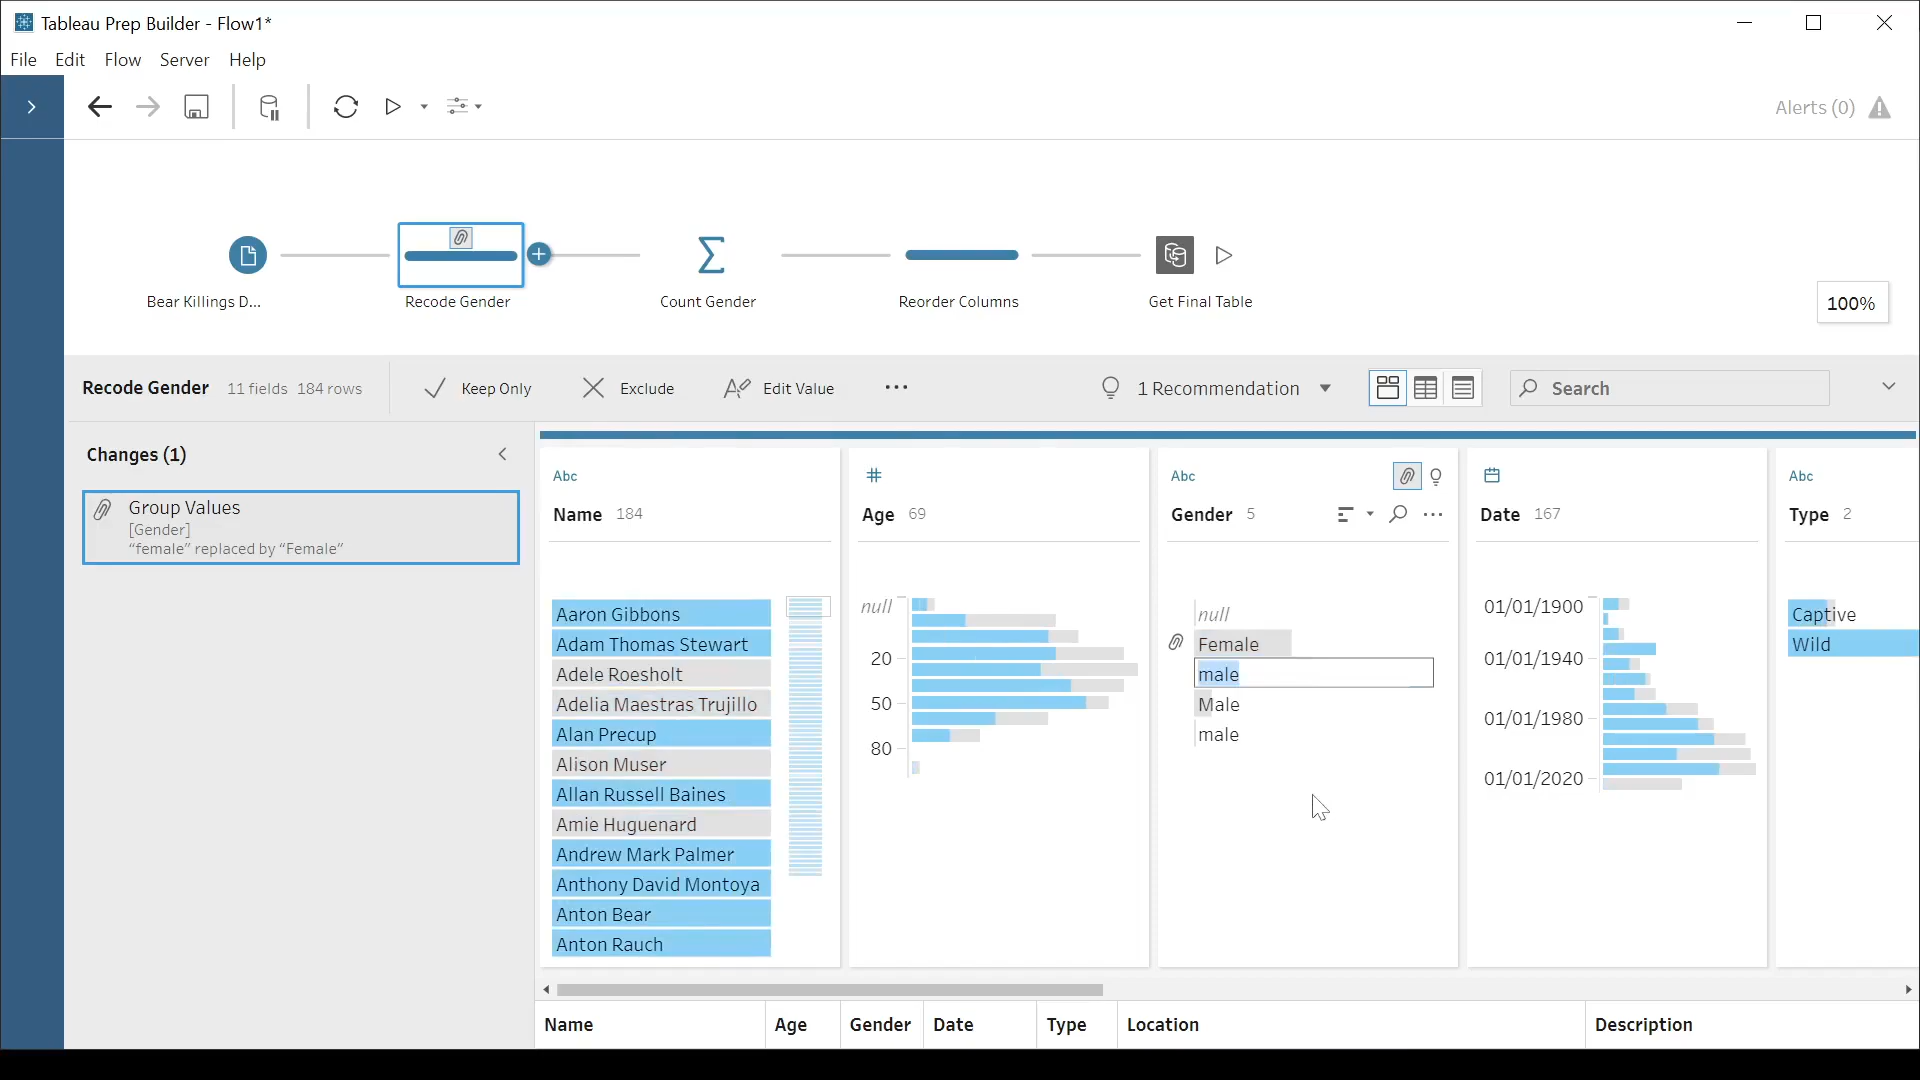 Tableau Prep Builder - Flow1*
File Edit Flow Server Help
Alerts (0)
Bear Killings D...
Recode Gender
Count Gender
Reorder Columns
Get Final Table
100%
Recode Gender 11 fields 184 rows Keep Only Exclude Edit Value 1 Recommendation Search
Changes (1)
Group Values
[Gender]
“female” replaced by “Female”
Abc
Name 184
Aaron Gibbons
Adam Thomas Stewart
Adele Roesholt
Adelia Maestras Trujillo
Alan Precup
Alison Muser
Allan Russell Baines
Amie Huguenard
Andrew Mark Palmer
Anthony David Montoya
Anton Bear
Anton Rauch
#
Age 69
null
20
50
80
Abc
Gender 5
null
Female
male
Male
male
Date 167
01/01/1900
01/01/1940
01/01/1980
01/01/2020
Abc
Type 2
Captive
Wild
Name Age Gender Date Type Location Description